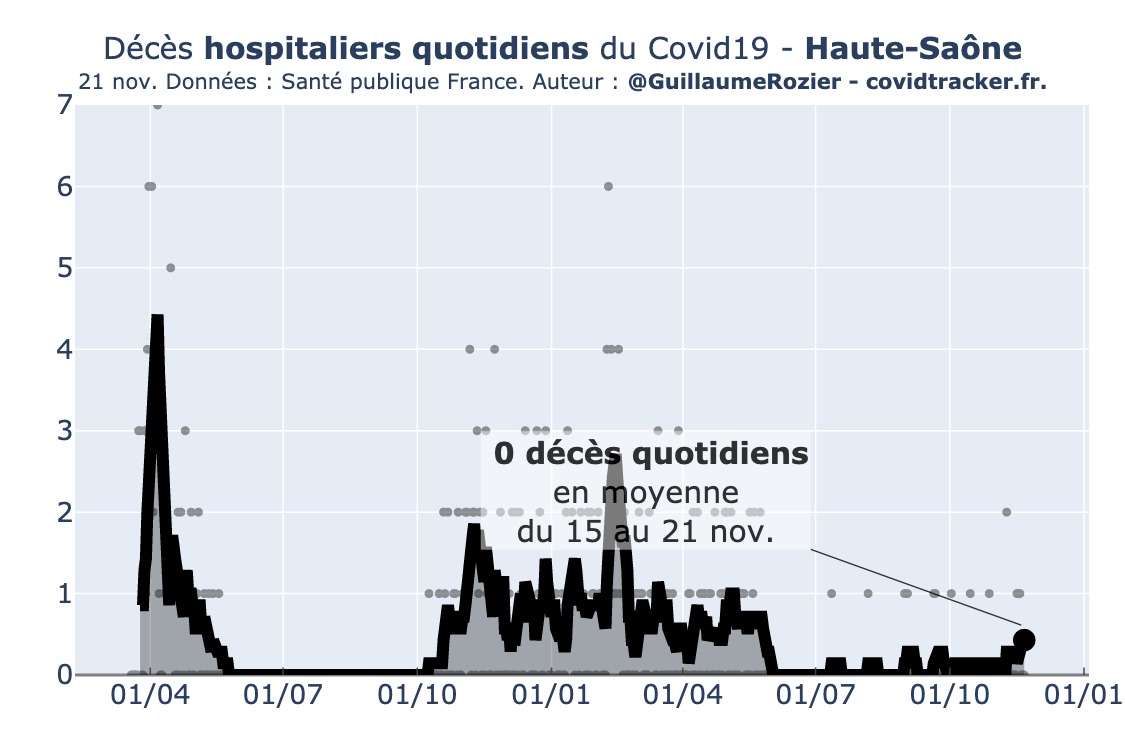 Décès hospitaliers quotidiens du Covid19 - Haute-Saône
21 nov. Données : Santé publique France. Auteur : @GuillaumeRozier - covidtracker.fr.
7
6
5
4
3
2
1
0
0 décès quotidiens
en moyenne
du 15 au 21 nov.
01/04 01/07 01/10 01/01 01/04 01/07 01/10 01/01